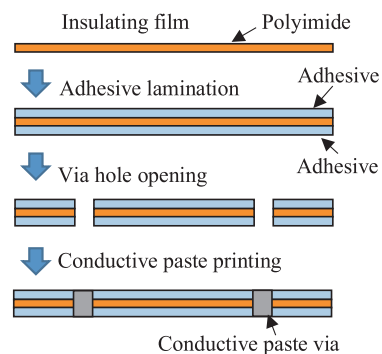 Insulating film
Polyimide
Adhesive lamination
Adhesive
Adhesive
Via hole opening
Conductive paste printing
Conductive paste via